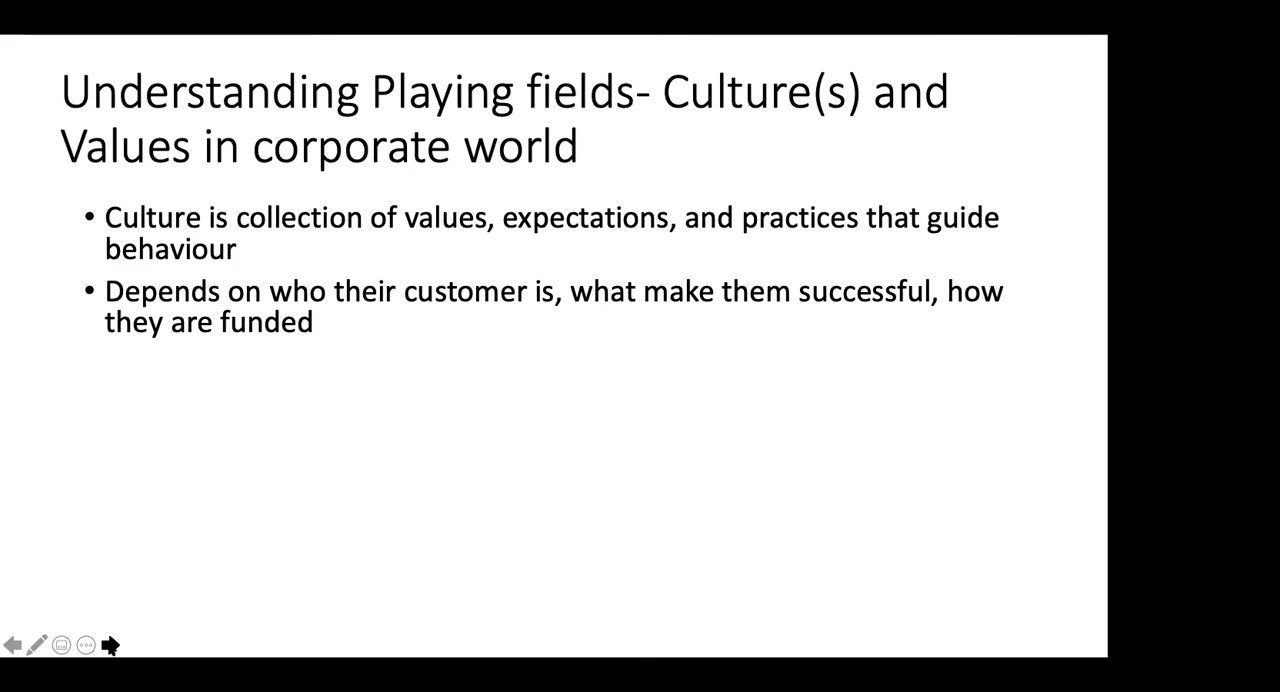 Understanding Playing fields- Culture(s) and
Values in corporate world
• Culture is collection of values, expectations, and practices that guide
behaviour
• Depends on who their customer is, what make them successful, how
they are funded